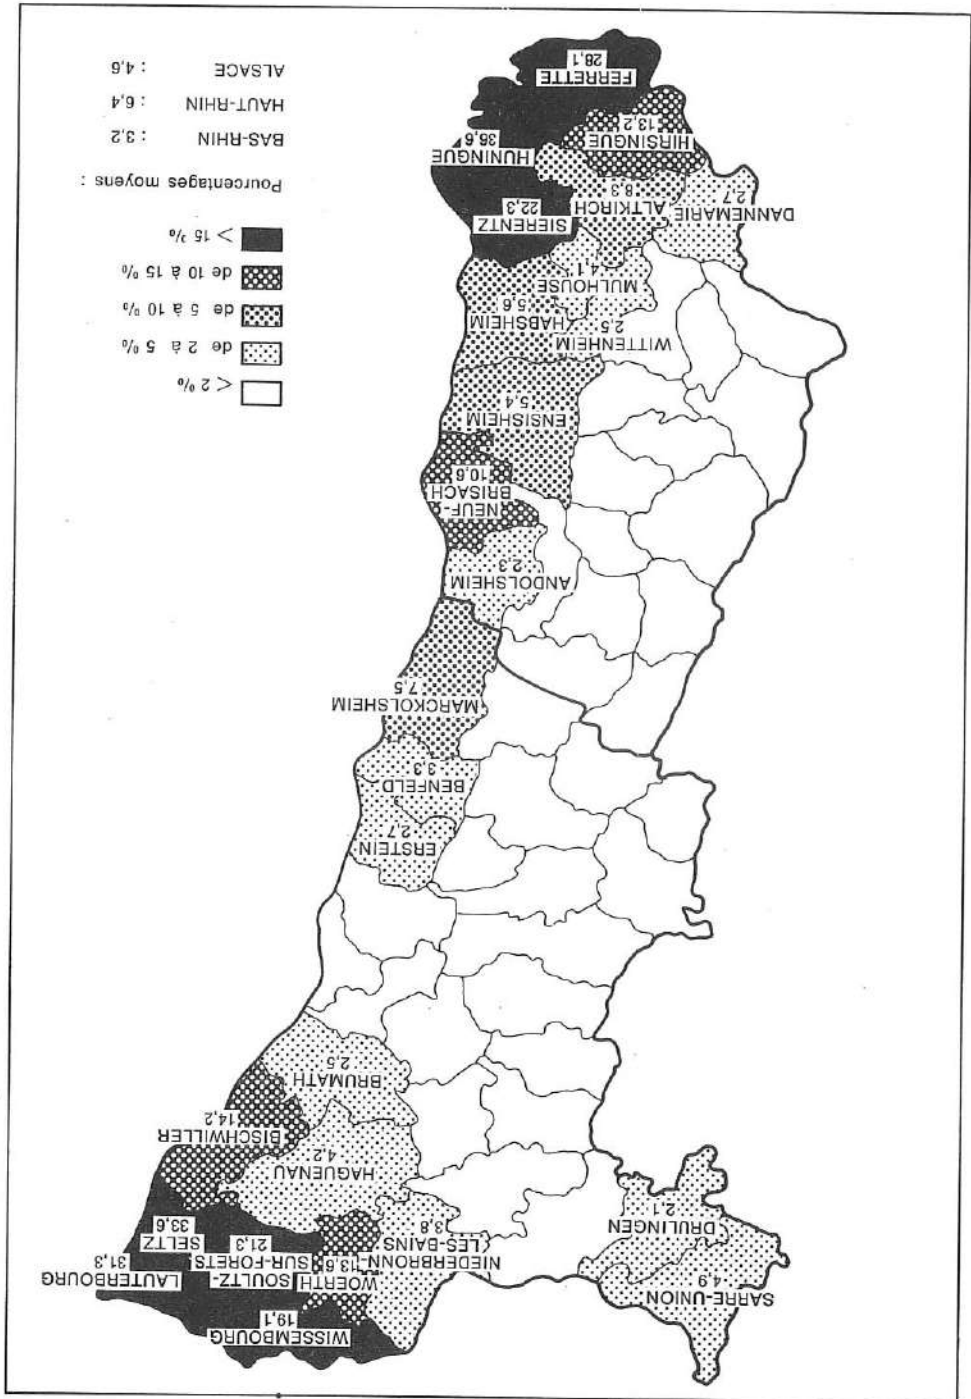 WISSEMBOURG
19,1
LAUTERBOURG
31,3
SELTZ
33,6
SOULTZ-
SUR-FORETS
21,3
WOERTH
13,6
NIEDERBRONN-
LES-BAINS
3,8
SARRE-UNION
4,9
DRULINGEN
2,1
HAGUENAU
4,2
BISCHWILLER
14,2
BRUMATH
2,5
ERSTEIN
2,7
BENFELD
3,3
MARCKOLSHEIM
7,5
ANDOLSHEIM
2,3
NEUF-
BRISACH
10,6
ENSISHEIM
5,4
WITTENHEIM
2,5
HABSHEIM
5,6
MULHOUSE
4,1
SIERENTZ
22,3
DANNEMARIE
2,7
ALTKIRCH
8,3
HUNINGUE
36,6
HIRSINGUE
13,2
FERRETTE
28,1
< 2 %
de 2 à 5 %
de 5 à 10 %
de 10 à 15 %
> 15 %
Pourcentages moyens :
BAS-RHIN : 3,2
HAUT-RHIN : 6,4
ALSACE : 4,6